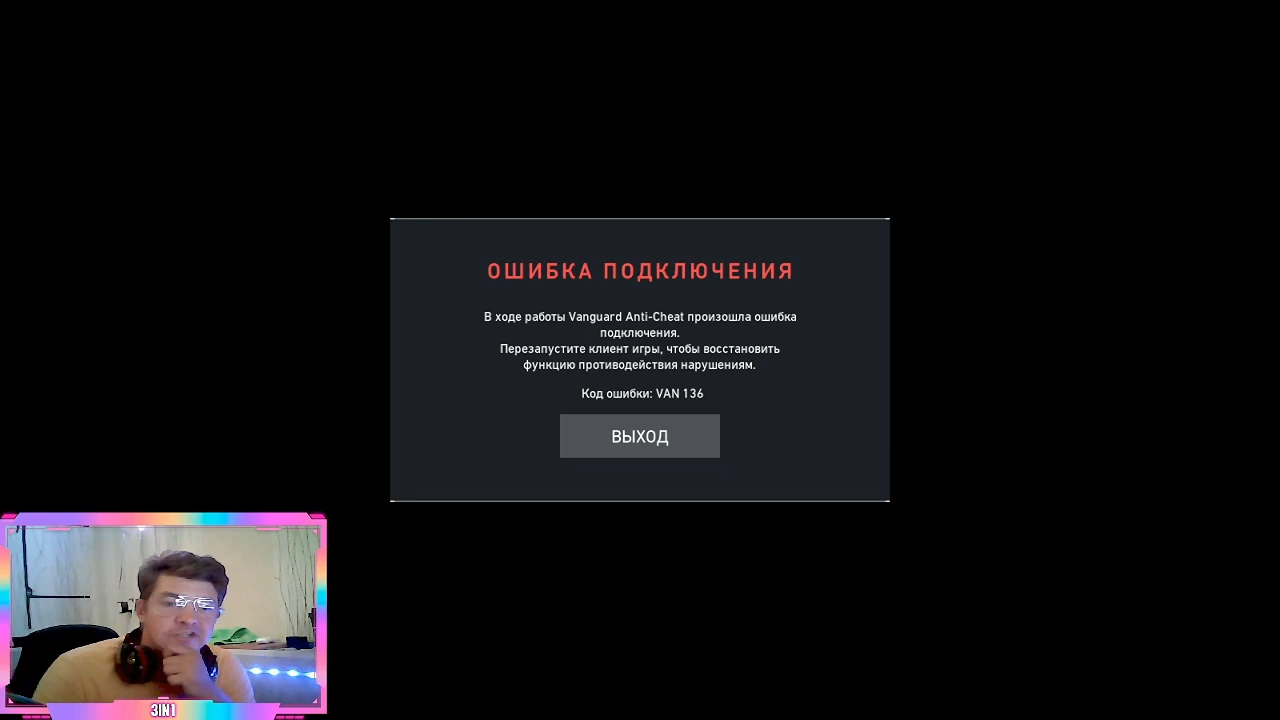 ОШИБКА ПОДКЛЮЧЕНИЯ
В ходе работы Vanguard Anti-Cheat произошла ошибка
подключения.
Перезапустите клиент игры, чтобы восстановить
функцию противодействия нарушениям.
Код ошибки: VAN 136
ВЫХОД
3IN1